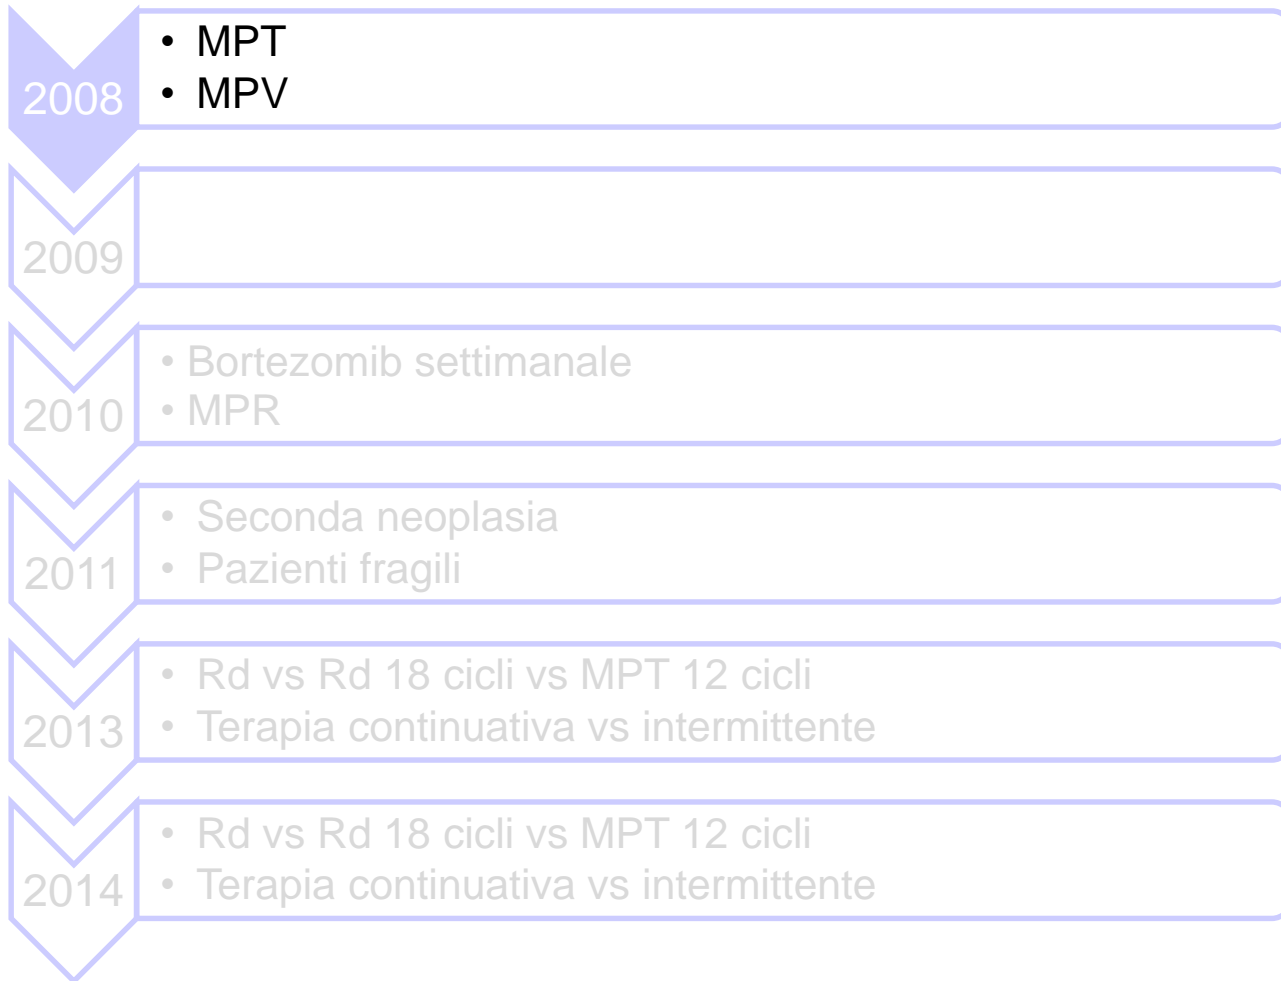 2008
• MPT
• MPV
2009
2010
• Bortezomib settimanale
• MPR
2011
• Seconda neoplasia
• Pazienti fragili
2013
• Rd vs Rd 18 cicli vs MPT 12 cicli
• Terapia continuativa vs intermittente
2014
• Rd vs Rd 18 cicli vs MPT 12 cicli
• Terapia continuativa vs intermittente